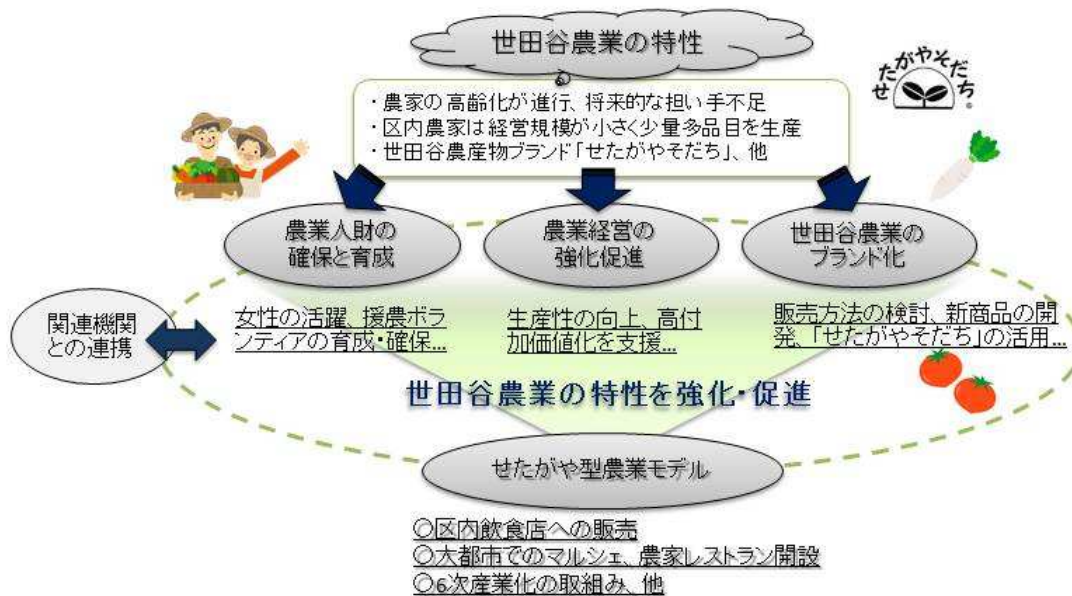 世田谷農業の特性
せたがやそだち
・農家の高齢化が進行、将来的な担い手不足
・区内農家は経営規模が小さく少量多品目を生産
・世田谷農産物ブランド「せたがやそだち」、他
農業人財の
確保と育成
農業経営の
強化促進
世田谷農業の
ブランド化
関連機関
との連携
女性の活躍、援農ボラ
ンティアの育成・確保...
生産性の向上、高付
加価値化を支援...
販売方法の検討、新商品の開
発、「せたがやそだち」の活用...
世田谷農業の特性を強化・促進
せたがや型農業モデル
○区内飲食店への販売
○大都市でのマルシェ、農家レストラン開設
○6次産業化の取組み、他